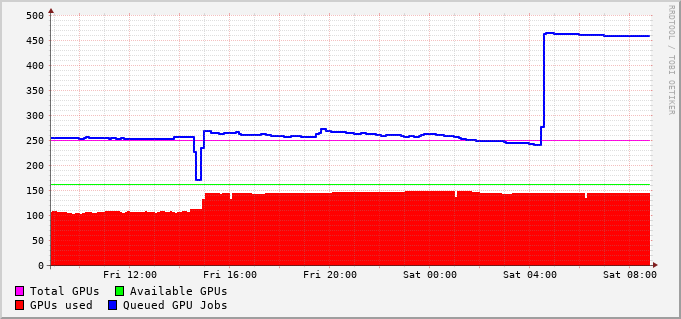 500
450
400
350
300
250
200
150
100
50
0
Fri 12:00 Fri 16:00 Fri 20:00 Sat 00:00 Sat 04:00 Sat 08:00
Total GPUs Available GPUs
GPUs used Queued GPU Jobs
RRDTOOL / TOBI OETIKER